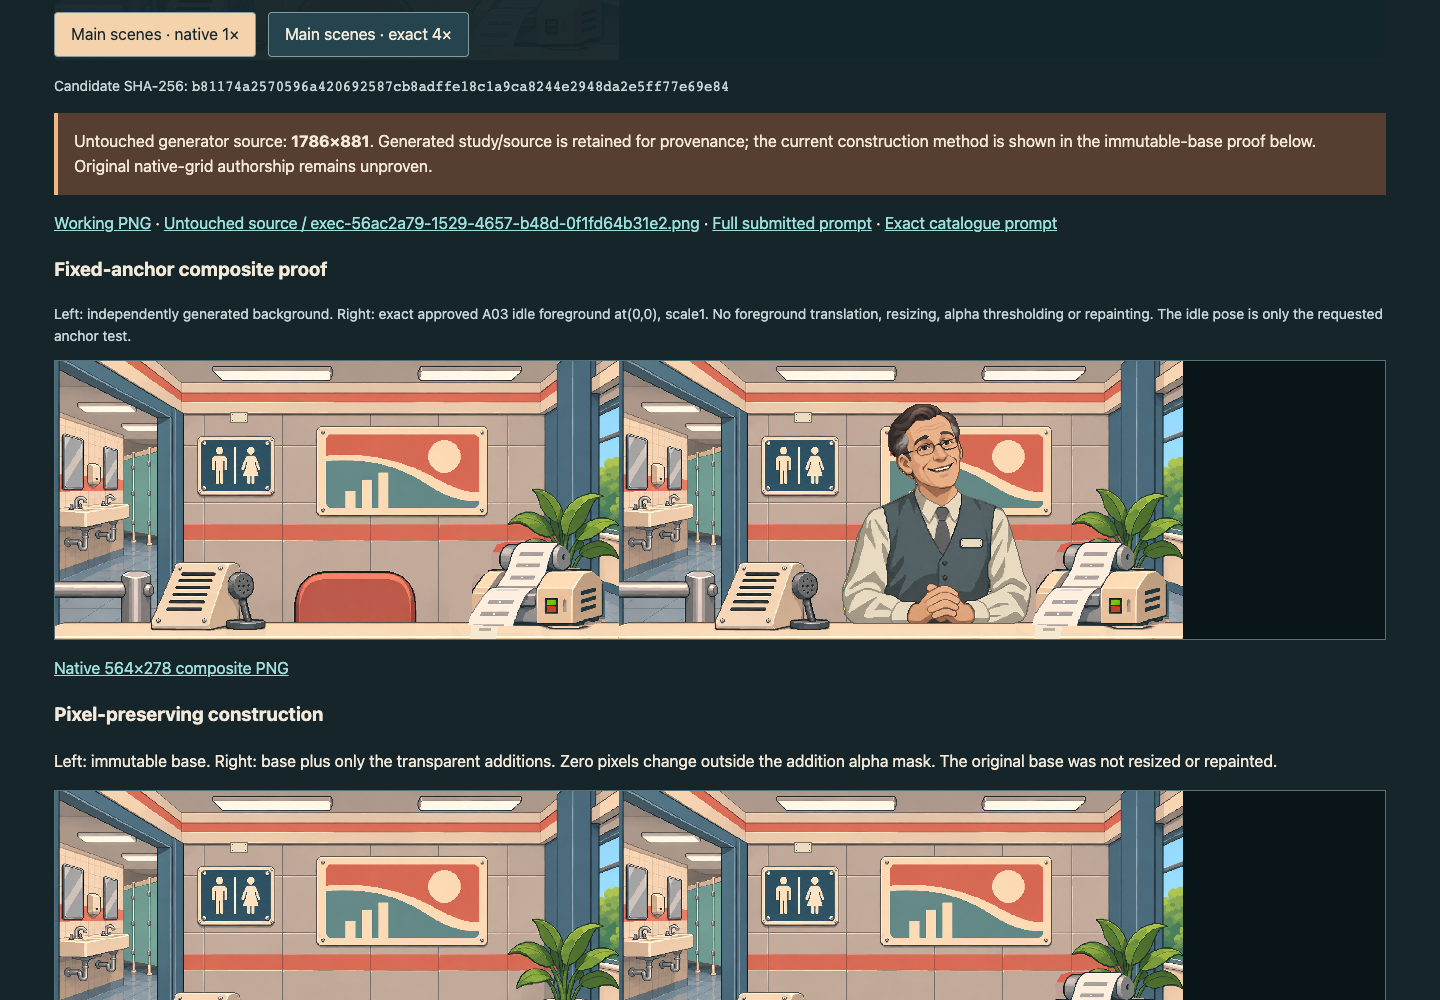 Main scenes · native 1×
Main scenes · exact 4×
Candidate SHA-256: b81174a2570596a420692587cb8adffe18c1a9ca8244e2948da2e5ff77e69e84
Untouched generator source: 1786×881. Generated study/source is retained for provenance; the current construction method is shown in the immutable-base proof below.
Original native-grid authorship remains unproven.
Working PNG · Untouched source / exec-56ac2a79-1529-4657-b48d-0f1fd64b31e2.png · Full submitted prompt · Exact catalogue prompt
Fixed-anchor composite proof
Left: independently generated background. Right: exact approved A03 idle foreground at(0,0), scale1. No foreground translation, resizing, alpha thresholding or repainting. The idle pose is only the requested
anchor test.
Native 564×278 composite PNG
Pixel-preserving construction
Left: immutable base. Right: base plus only the transparent additions. Zero pixels change outside the addition alpha mask. The original base was not resized or repainted.